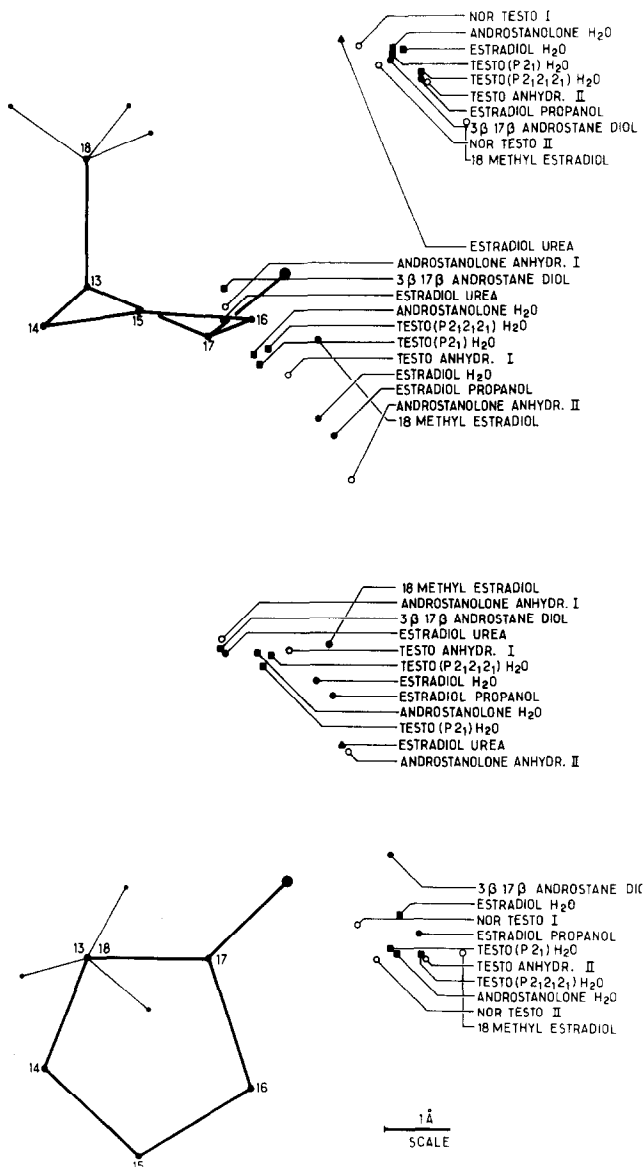 NOR TESTO I
ANDROSTANOLONE H₂O
ESTRADIOL H₂O
TESTO(P2₁) H₂O
TESTO(P2₁2₁2₁) H₂O
TESTO ANHYDR. II
ESTRADIOL PROPANOL
3β 17β ANDROSTANE DIOL
NOR TESTO II
18 METHYL ESTRADIOL
18
ESTRADIOL UREA
ANDROSTANOLONE ANHYDR. I
3β 17β ANDROSTANE DIOL
ESTRADIOL UREA
ANDROSTANOLONE H₂O
TESTO(P2₁2₁2₁) H₂O
TESTO(P2₁) H₂O
TESTO ANHYDR. I
ESTRADIOL H₂O
ESTRADIOL PROPANOL
ANDROSTANOLONE ANHYDR. II
18 METHYL ESTRADIOL
13
14
15
16
17
18 METHYL ESTRADIOL
ANDROSTANOLONE ANHYDR. I
3β 17β ANDROSTANE DIOL
ESTRADIOL UREA
TESTO ANHYDR. I
TESTO(P2₁2₁2₁) H₂O
ESTRADIOL H₂O
ESTRADIOL PROPANOL
ANDROSTANOLONE H₂O
TESTO(P2₁) H₂O
ESTRADIOL UREA
ANDROSTANOLONE ANHYDR. II
3β 17β ANDROSTANE DIO
ESTRADIOL H₂O
NOR TESTO I
ESTRADIOL PROPANOL
TESTO(P2₁) H₂O
TESTO ANHYDR. II
TESTO(P2₁2₁2₁) H₂O
ANDROSTANOLONE H₂O
NOR TESTO II
18 METHYL ESTRADIOL
13 18
17
14
16
15
1Å
SCALE